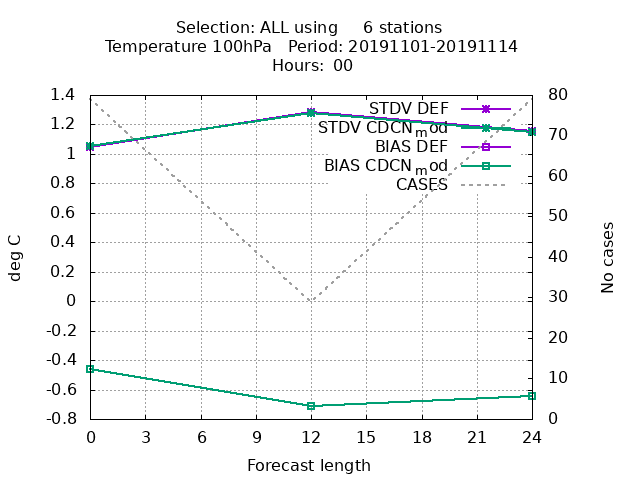 Selection: ALL using     6 stations
Temperature 100hPa   Period: 20191101-20191114
Hours:  00
1.4
1.2
1
0.8
0.6
0.4
0.2
0
-0.2
-0.4
-0.6
-0.8
deg C
STDV DEF
STDV CDCN_mod
BIAS DEF
BIAS CDCN_mod
CASES
80
70
60
50
40
30
20
10
0
No cases
0 3 6 9 12 15 18 21 24
Forecast length